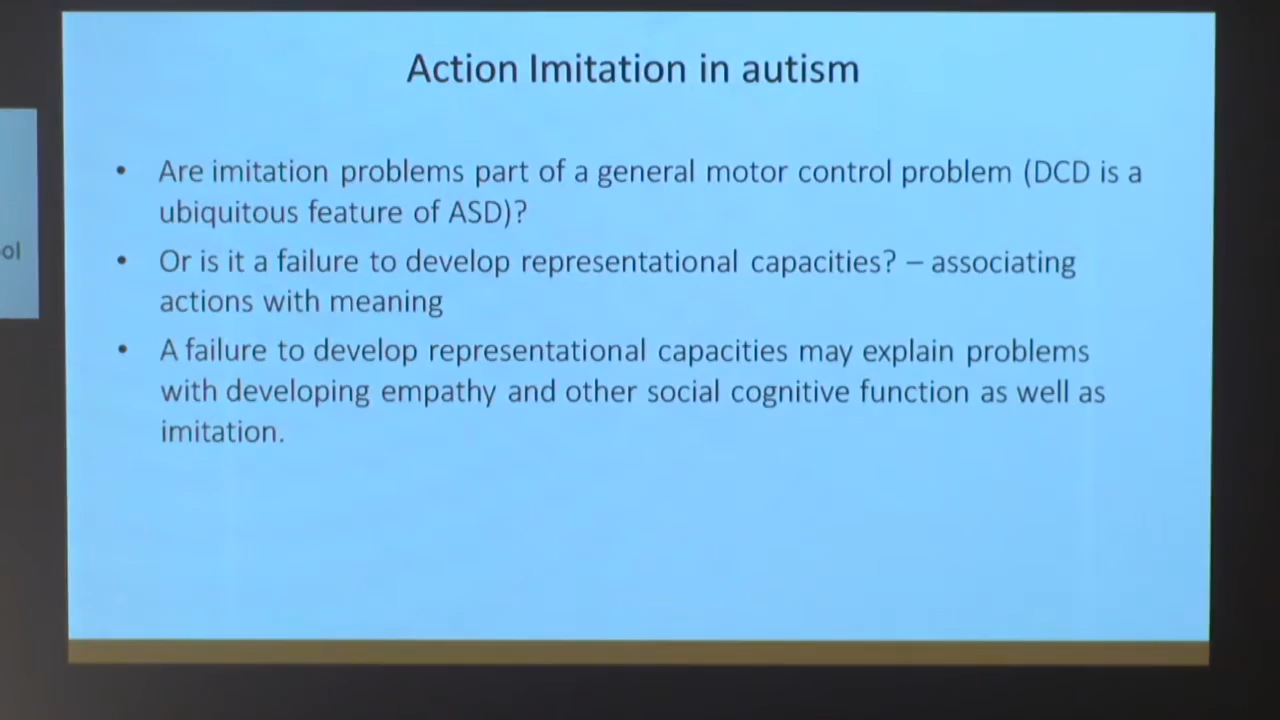 Action Imitation in autism
• Are imitation problems part of a general motor control problem (DCD is a
ubiquitous feature of ASD)?
• Or is it a failure to develop representational capacities? – associating
actions with meaning
• A failure to develop representational capacities may explain problems
with developing empathy and other social cognitive function as well as
imitation.
ol